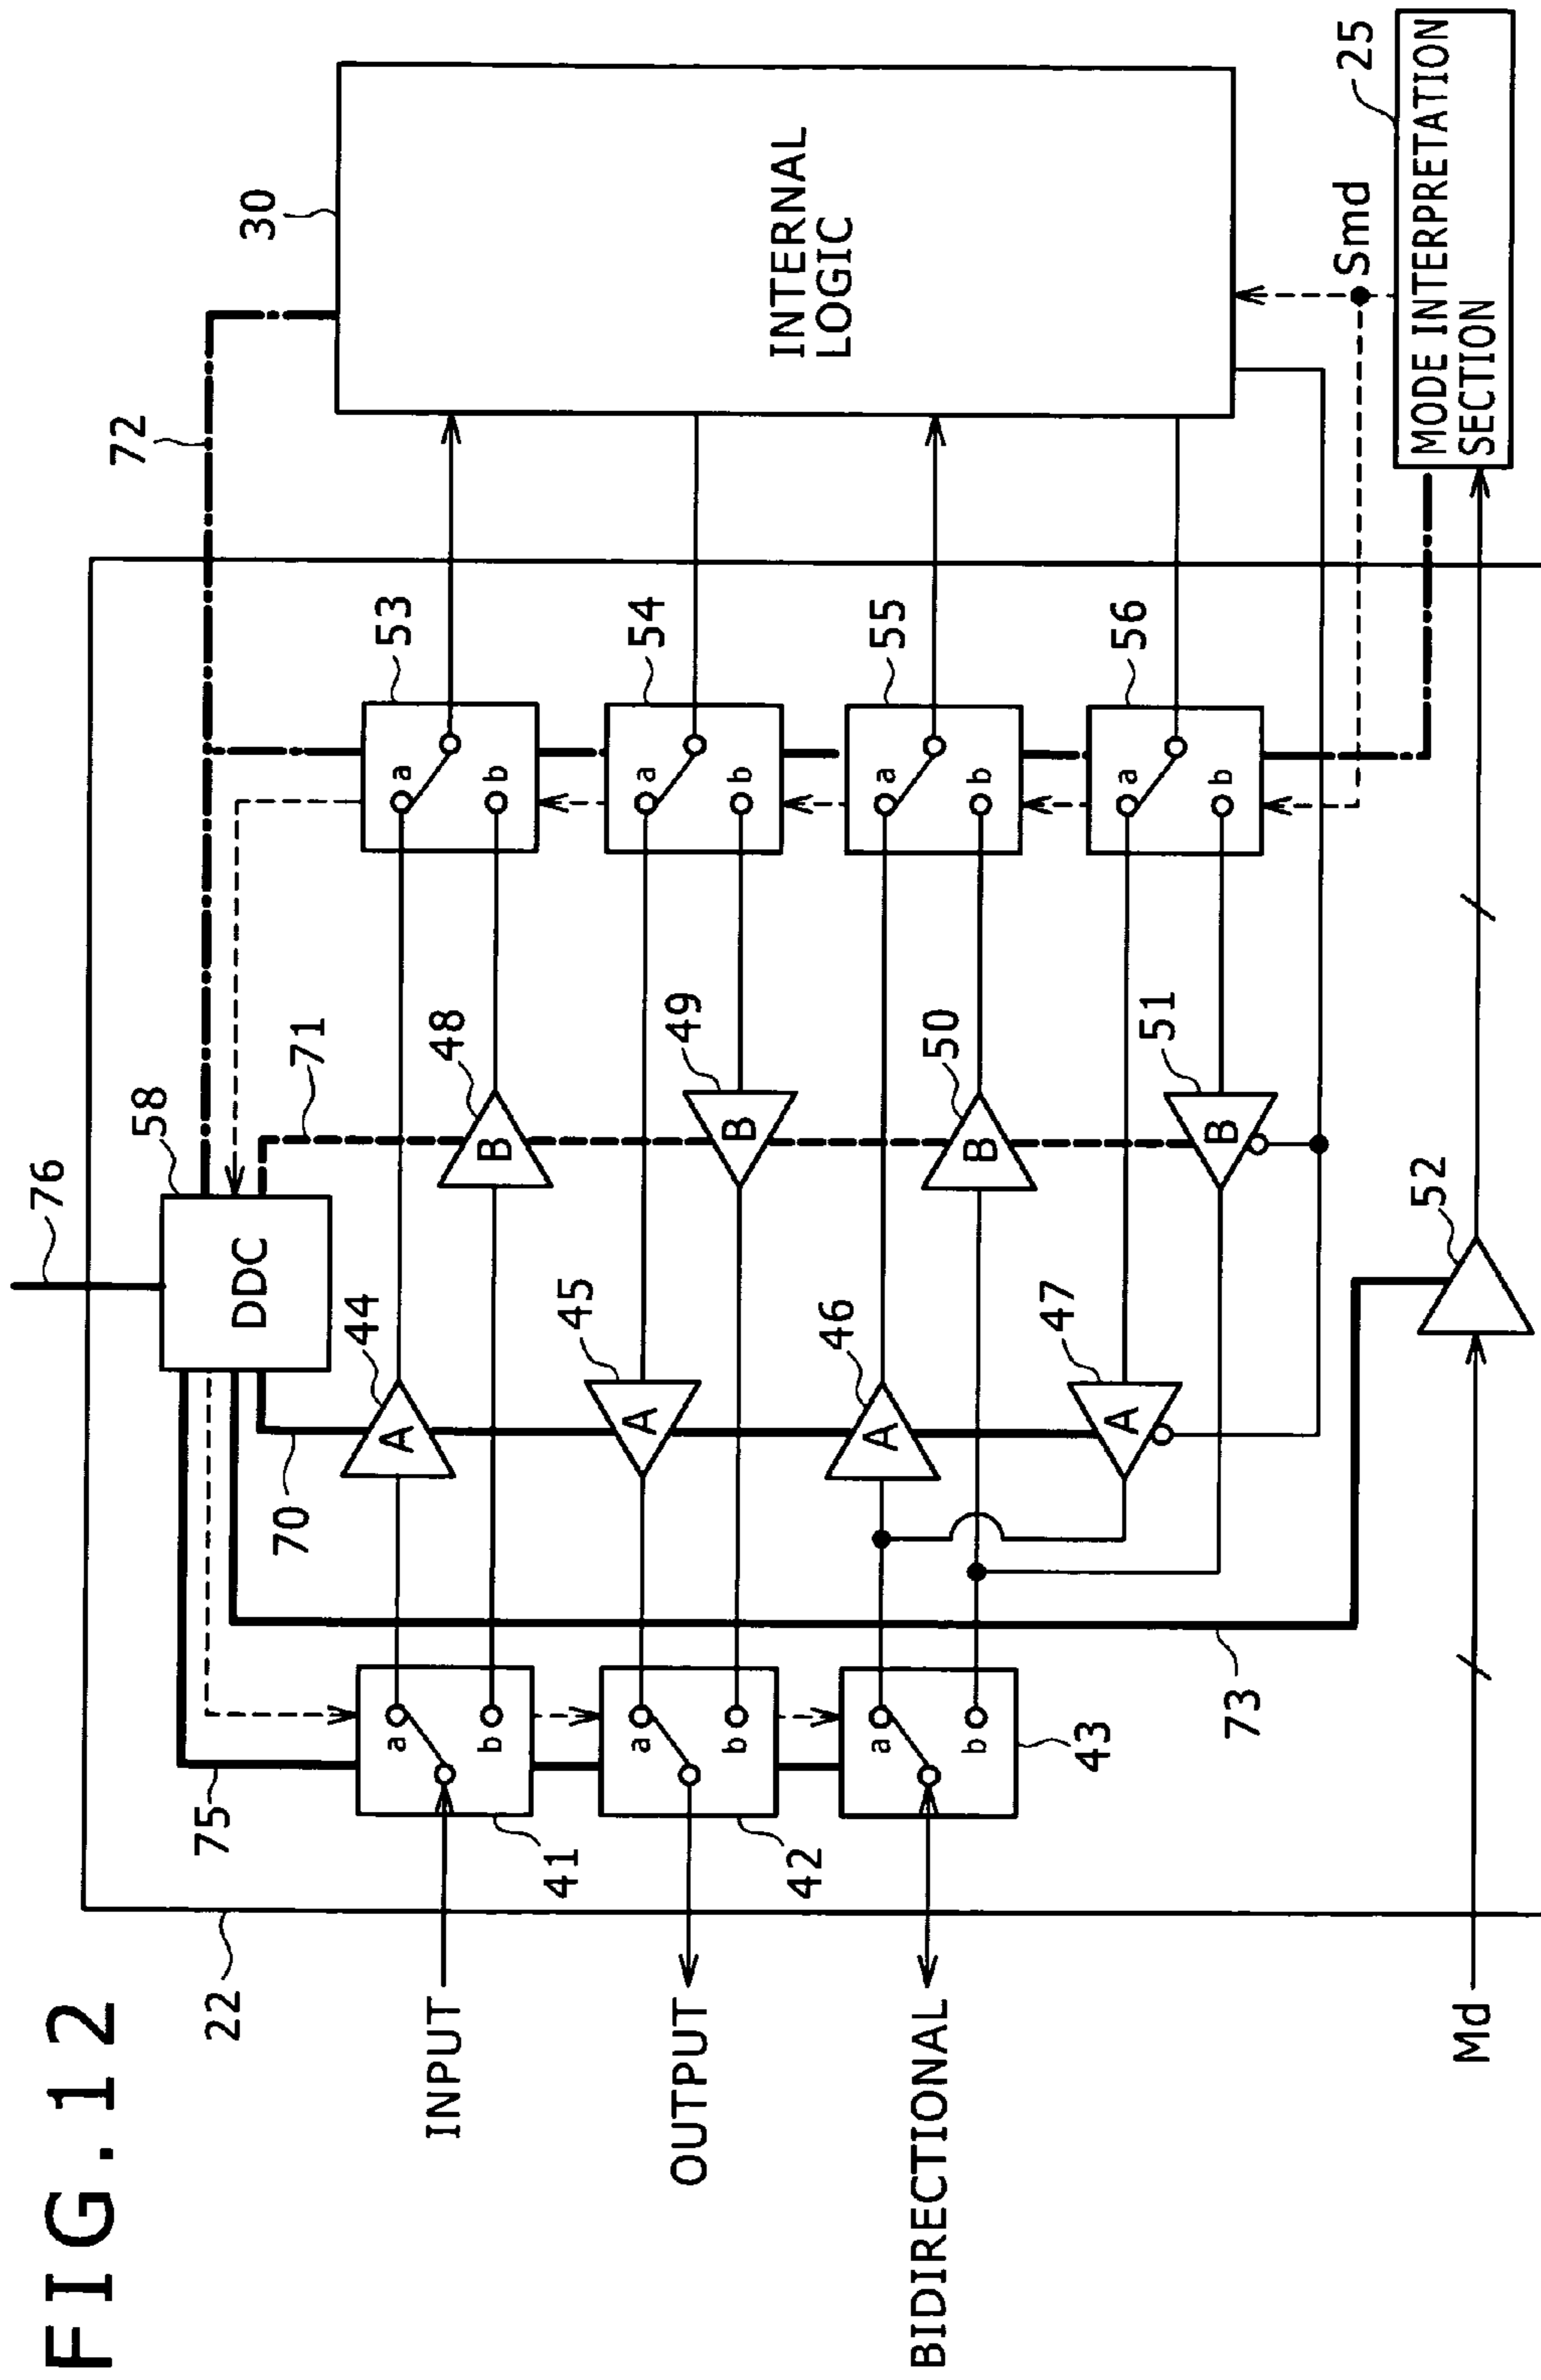 FIG.12
22
INPUT
OUTPUT
BIDIRECTIONAL
Md
75
41
a
b
42
a
b
43
a
b
73
76
58
DDC
70
71
72
44
A
45
A
46
A
47
A
48
B
49
B
50
B
51
B
52
53
a
b
54
a
b
55
a
b
56
a
b
30
INTERNAL
LOGIC
Smd
25
MODE INTERPRETATION
SECTION